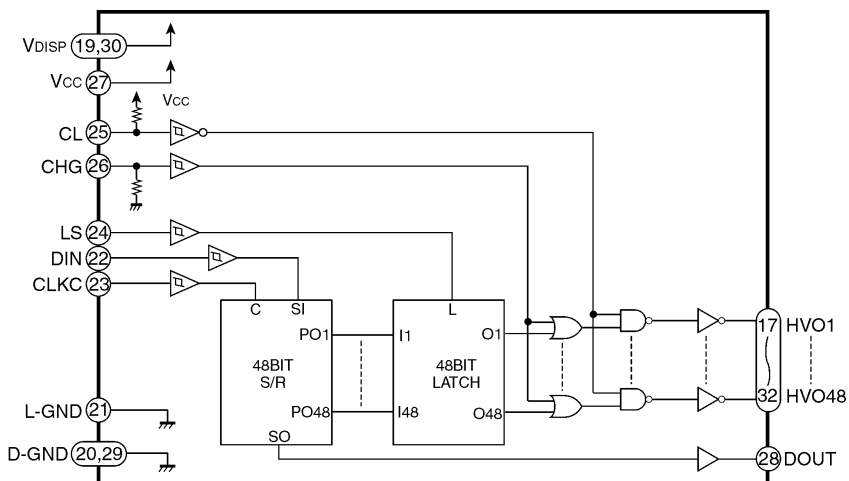 VDISP 19,30
VCC 27
VCC
CL 25
CHG 26
LS 24
DIN 22
CLKC 23
C SI L
PO1 I1 O1 17 HVO1
48BIT S/R
48BIT LATCH
PO48 I48 O48 32 HVO48
L-GND 21
SO
D-GND 20,29
28 DOUT